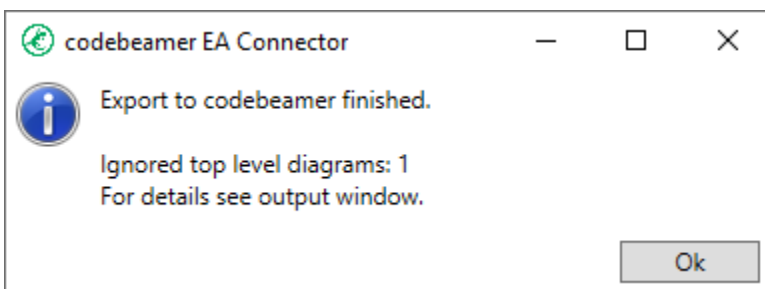 codebeamer EA Connector
Export to codebeamer finished.
Ignored top level diagrams: 1
For details see output window.
Ok